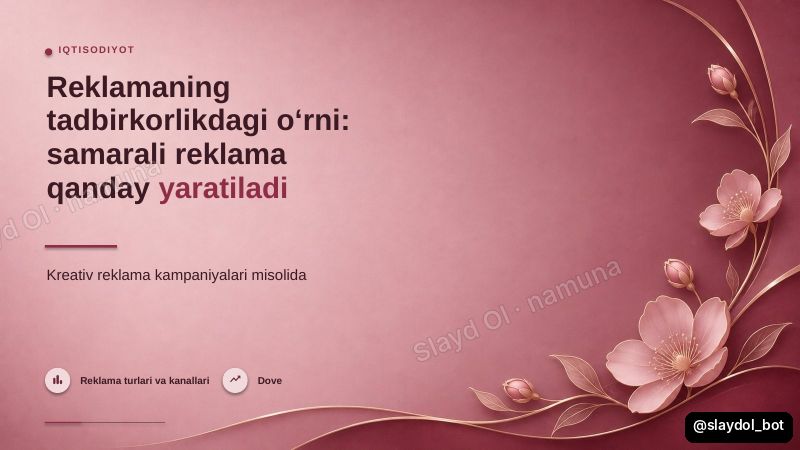 IQTISODIYOT
Reklamaning
tadbirkorlikdagi o‘rni:
samarali reklama
qanday yaratiladi
Kreativ reklama kampaniyalari misolida
Slayd Ol · namuna
Reklama turlari va kanallari
Dove
@slaydol_bot